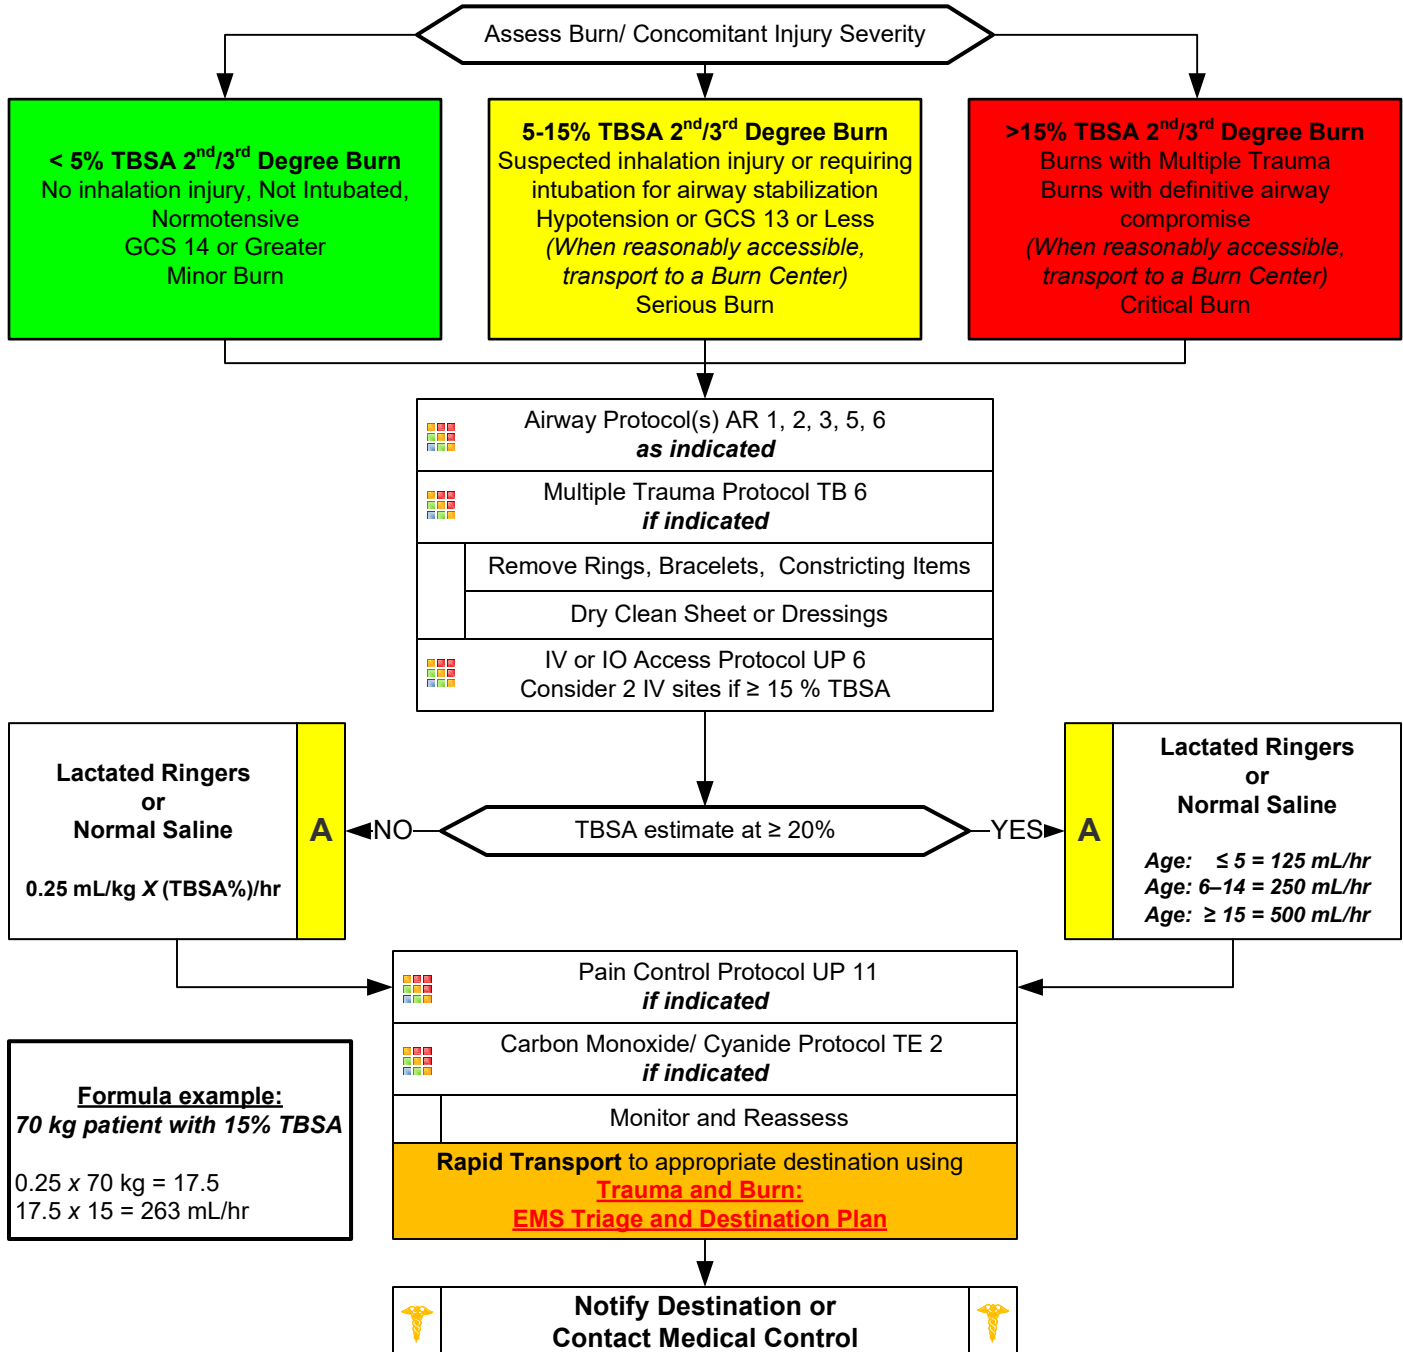 Assess Burn/ Concomitant Injury Severity
< 5% TBSA 2nd/3rd Degree Burn
No inhalation injury, Not Intubated,
Normotensive
GCS 14 or Greater
Minor Burn
5-15% TBSA 2nd/3rd Degree Burn
Suspected inhalation injury or requiring
intubation for airway stabilization
Hypotension or GCS 13 or Less
(When reasonably accessible,
transport to a Burn Center)
Serious Burn
>15% TBSA 2nd/3rd Degree Burn
Burns with Multiple Trauma
Burns with definitive airway
compromise
(When reasonably accessible,
transport to a Burn Center)
Critical Burn
Airway Protocol(s) AR 1, 2, 3, 5, 6
as indicated
Multiple Trauma Protocol TB 6
if indicated
Remove Rings, Bracelets, Constricting Items
Dry Clean Sheet or Dressings
IV or IO Access Protocol UP 6
Consider 2 IV sites if ≥ 15 % TBSA
Lactated Ringers
or
Normal Saline
0.25 mL/kg X (TBSA%)/hr
A
NO
TBSA estimate at ≥ 20%
YES
A
Lactated Ringers
or
Normal Saline
Age: ≤ 5 = 125 mL/hr
Age: 6–14 = 250 mL/hr
Age: ≥ 15 = 500 mL/hr
Pain Control Protocol UP 11
if indicated
Carbon Monoxide/ Cyanide Protocol TE 2
if indicated
Monitor and Reassess
Rapid Transport to appropriate destination using
Trauma and Burn:
EMS Triage and Destination Plan
Formula example:
70 kg patient with 15% TBSA
0.25 x 70 kg = 17.5
17.5 x 15 = 263 mL/hr
Notify Destination or
Contact Medical Control